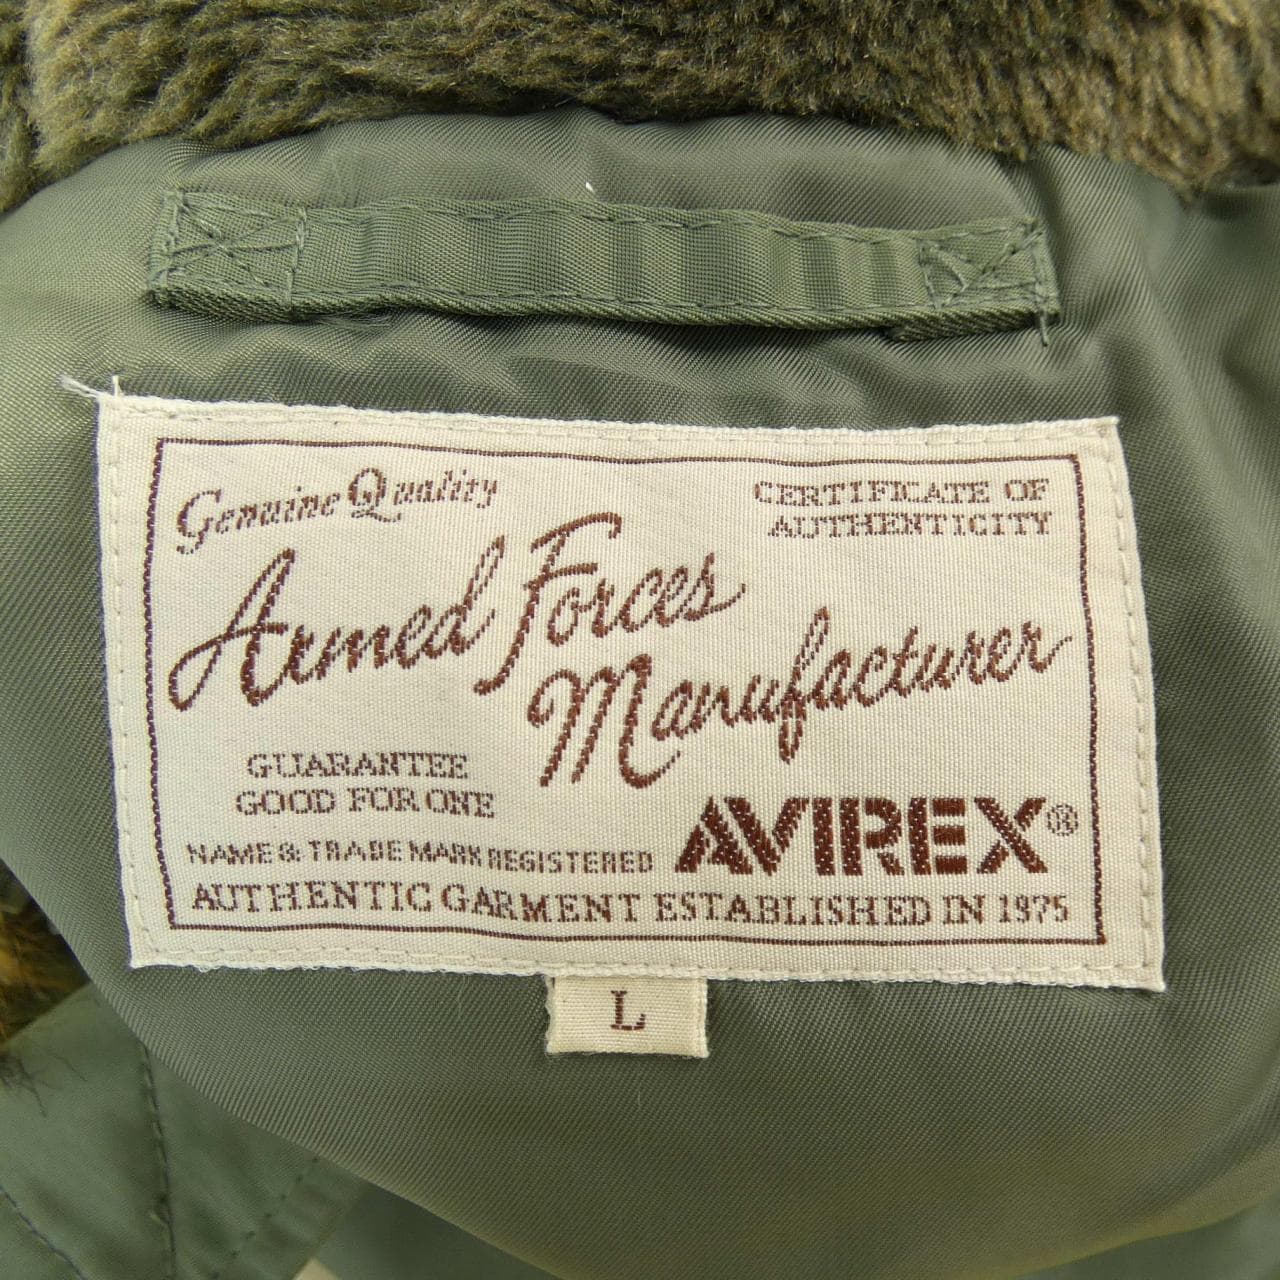 Genuine Quality
CERTIFICATE OF
AUTHENTICITY
Armed Forces
Manufacturer
GUARANTEE
GOOD FOR ONE
NAME & TRADE MARK REGISTERED
AVIREX®
AUTHENTIC GARMENT ESTABLISHED IN 1975
L